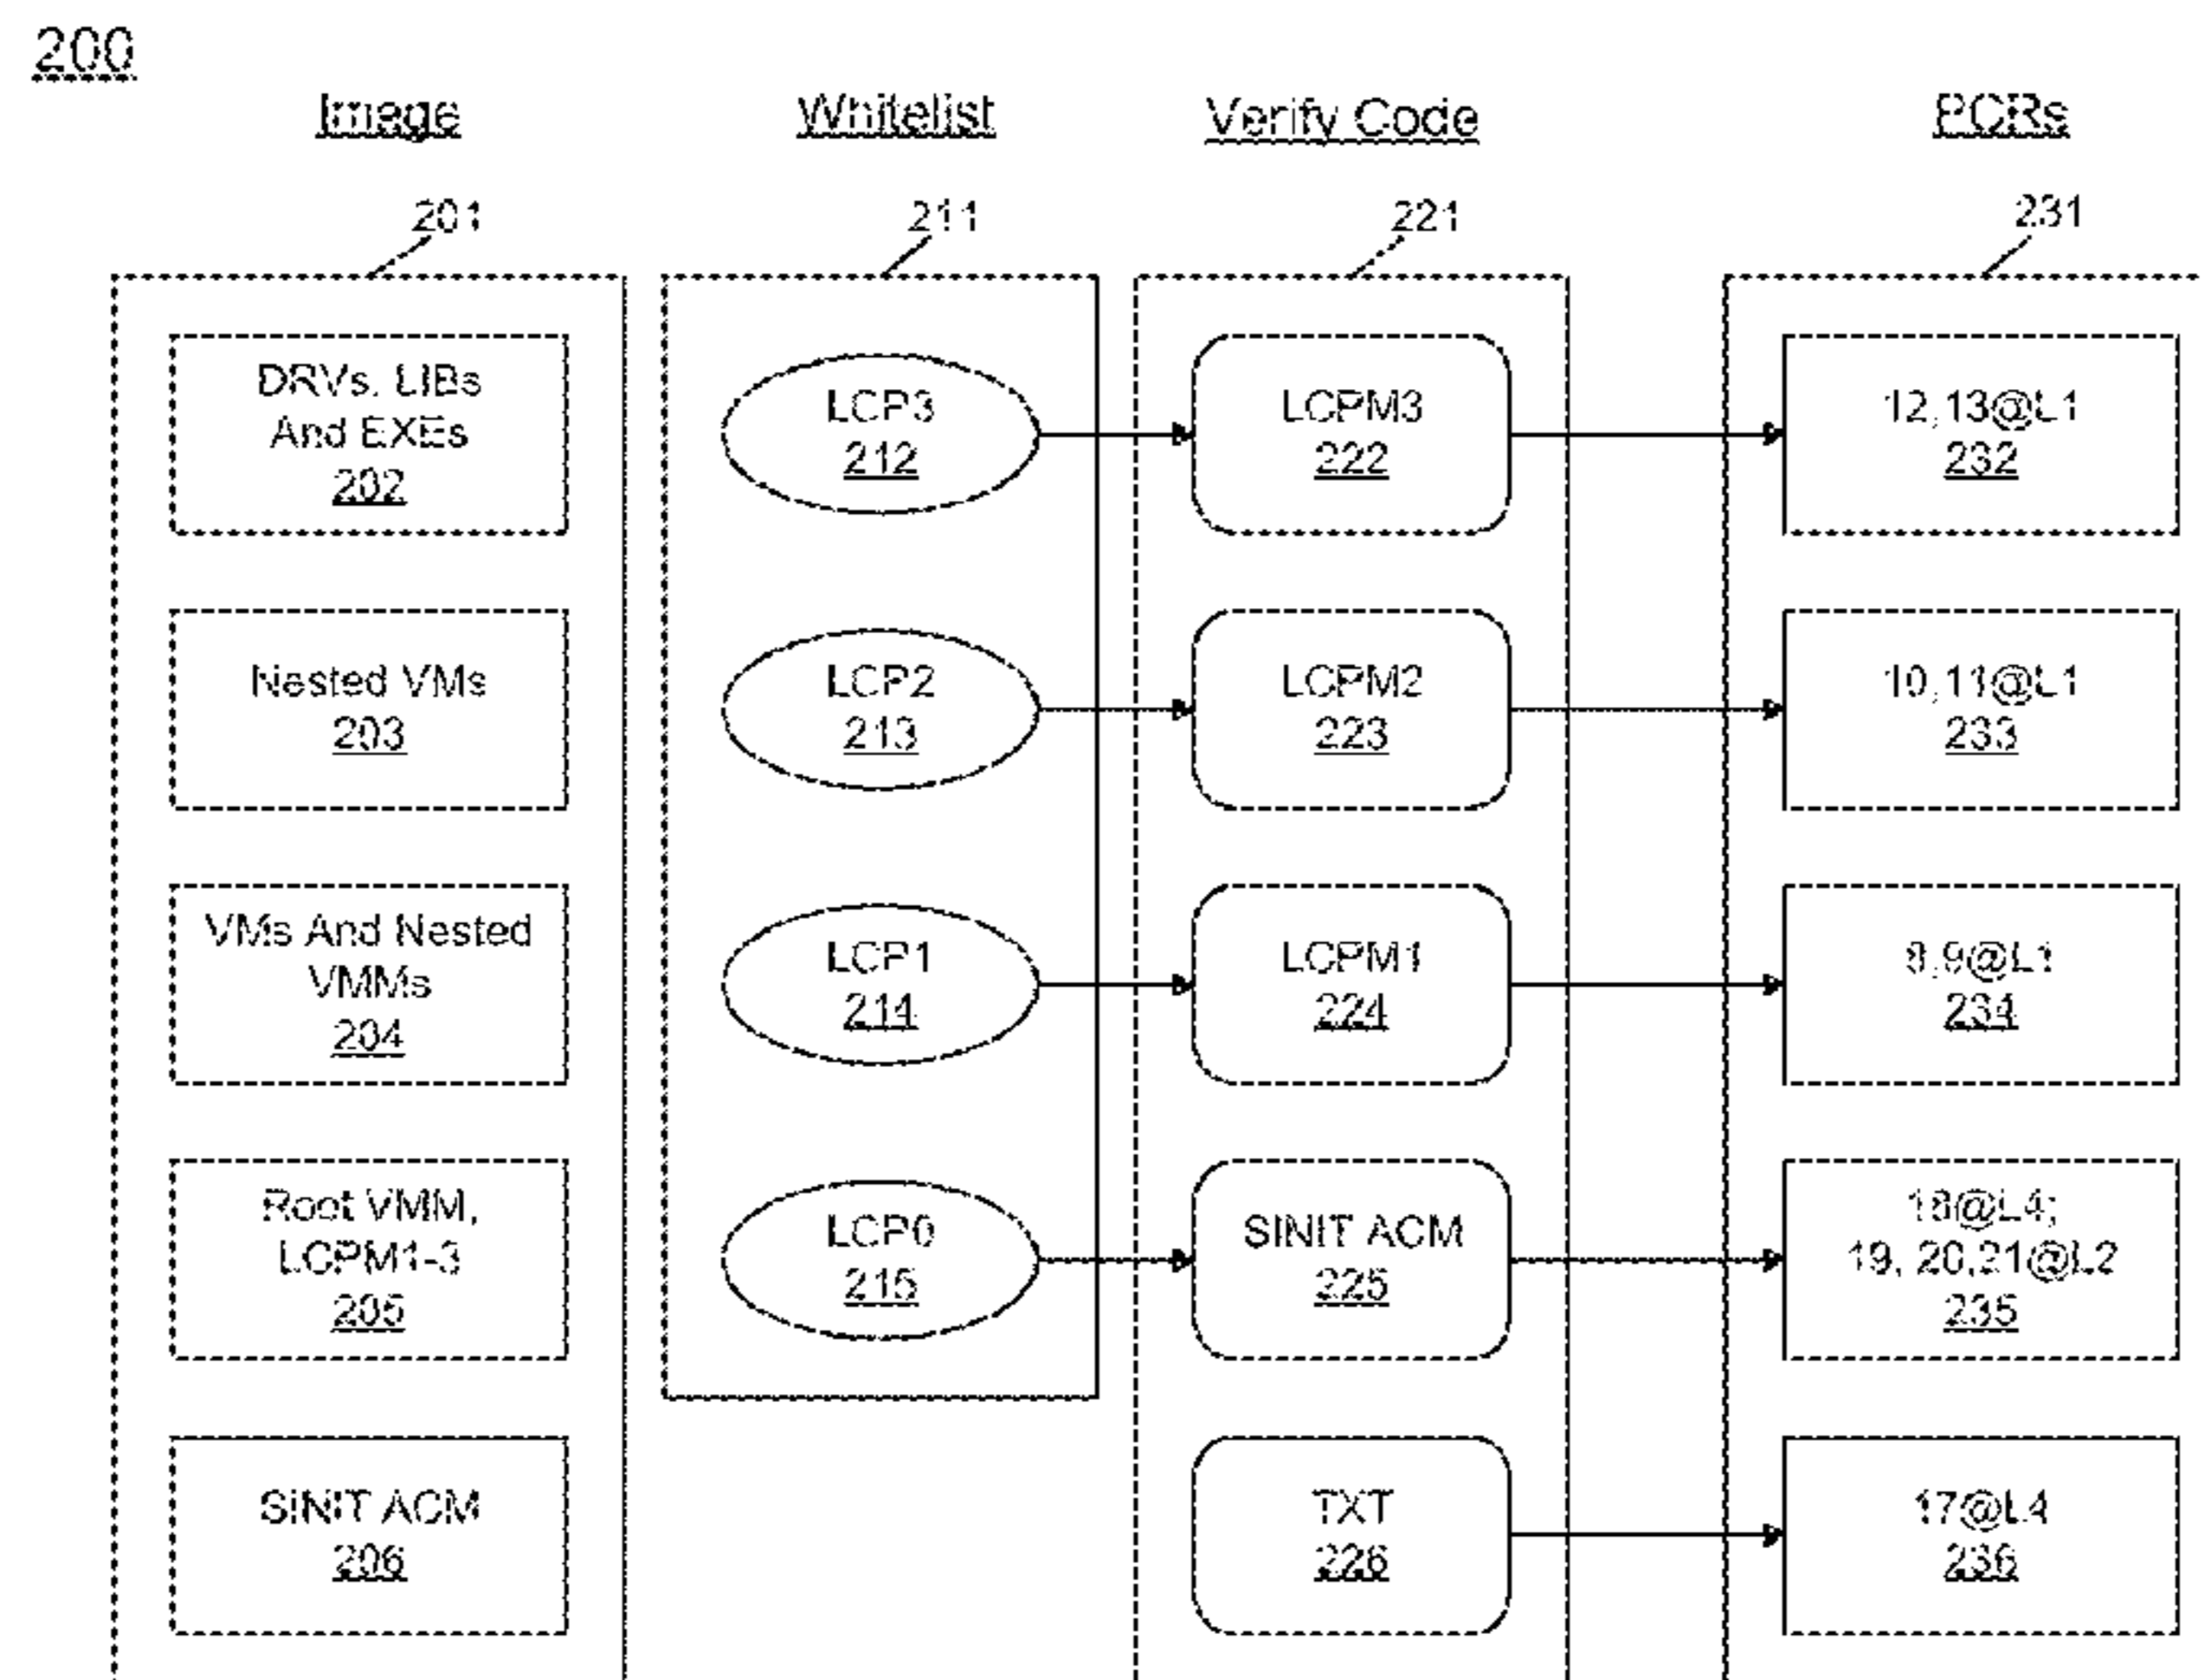 200
Image
Whitelist
Verify Code
PCRs
201
211
221
231
DRVs, LIBs
And EXEs
202
LCP3
212
LCPM3
222
12,13@L1
232
Nested VMs
203
LCP2
213
LCPM2
223
10,11@L1
233
VMs And Nested
VMMs
204
LCP1
214
LCPM1
224
8,9@L1
234
Root VMM,
LCPM1-3
205
LCP0
215
SINIT ACM
225
18@L4;
19, 20,21@L2
235
SINIT ACM
206
TXT
226
17@L4
236